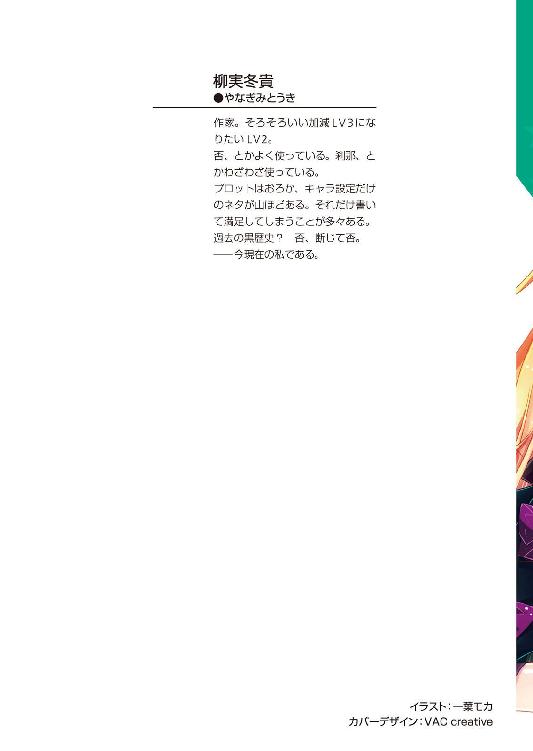 柳実冬貴
●やなぎみとうき
作家。そろそろいい加減LV3にな
りたいLV2。
否、とかよく使っている。刹那、と
かわざわざ使っている。
プロットはおろか、キャラ設定だけ
のネタが山ほどある。それだけ書い
て満足してしまうことが多々ある。
過去の黒歴史？　否、断じて否。
――今現在の私である。
イラスト：一葉モカ
カバーデザイン：VAC creative